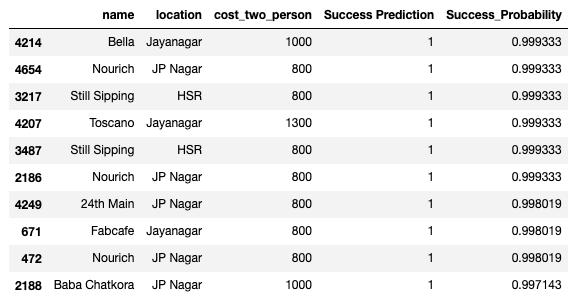 name location cost_two_person Success Prediction Success_Probability
4214 Bella Jayanagar 1000 1 0.999333
4654 Nourich JP Nagar 800 1 0.999333
3217 Still Sipping HSR 800 1 0.999333
4207 Toscano Jayanagar 1300 1 0.999333
3487 Still Sipping HSR 800 1 0.999333
2186 Nourich JP Nagar 800 1 0.999333
4249 24th Main JP Nagar 800 1 0.998019
671 Fabcafe Jayanagar 800 1 0.998019
472 Nourich JP Nagar 800 1 0.998019
2188 Baba Chatkora JP Nagar 1000 1 0.997143